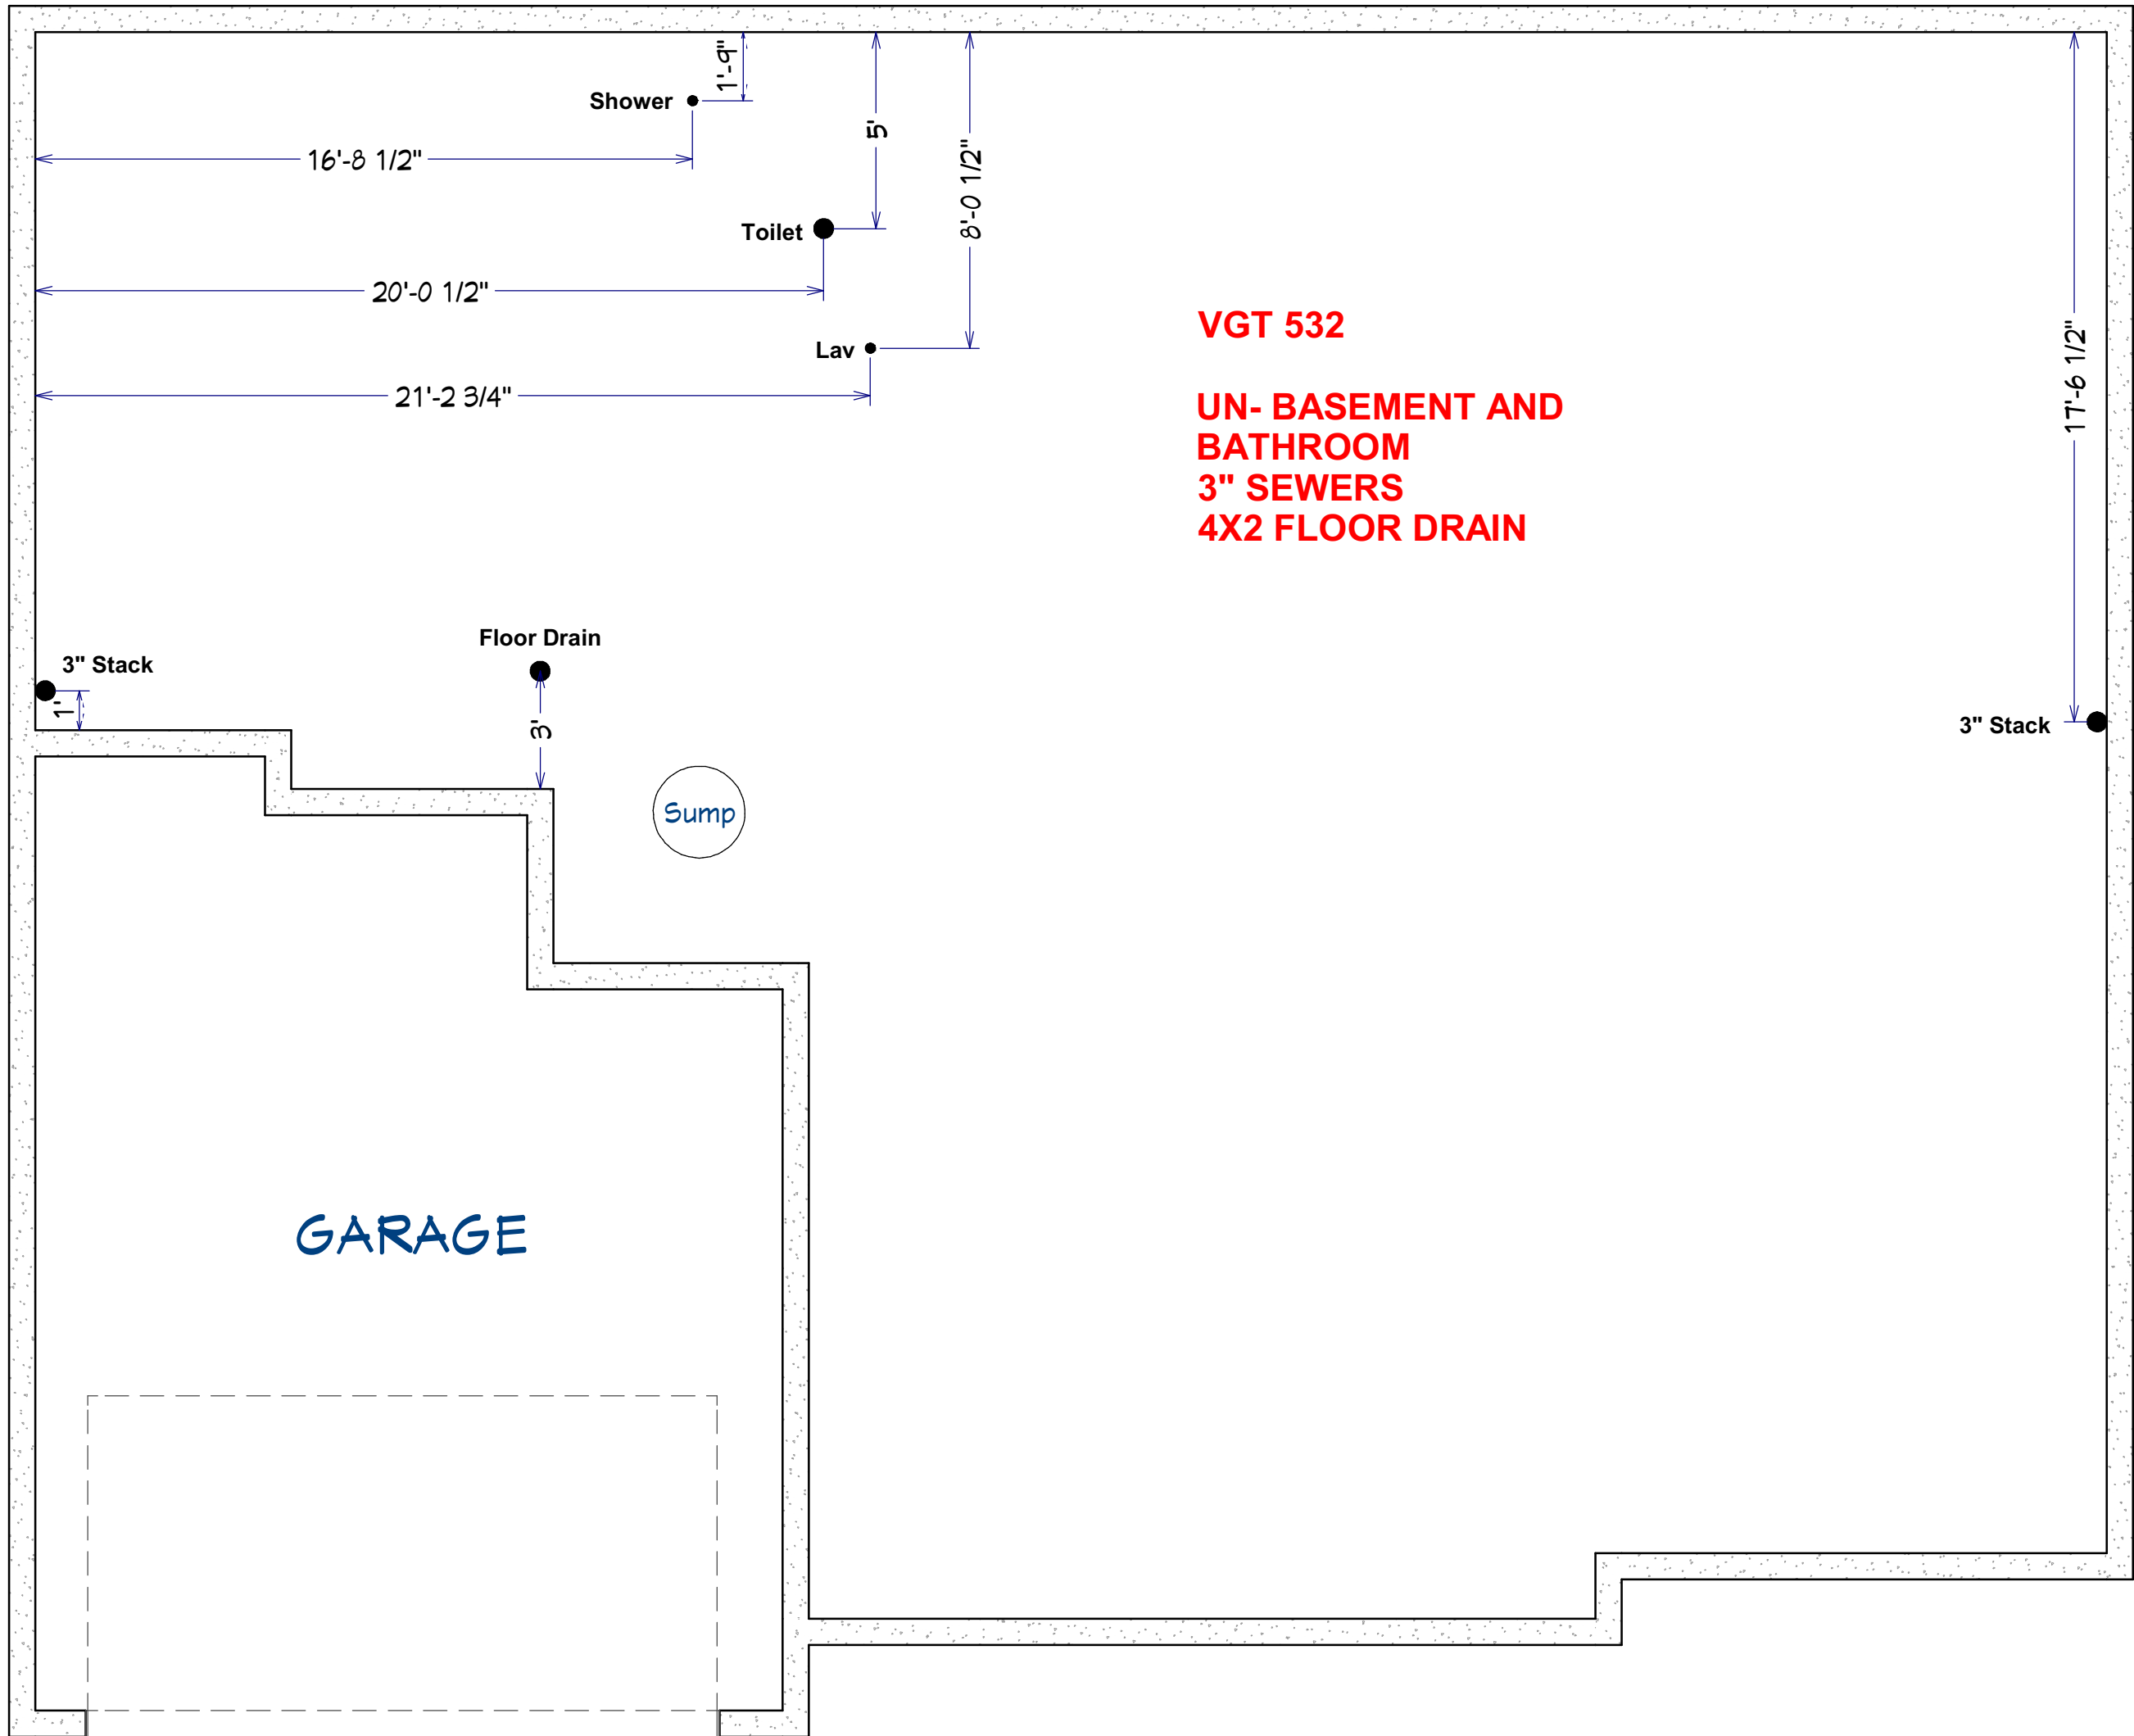 1'-9"
Shower
5'
16'-8 1/2"
8'-0 1/2"
Toilet
20'-0 1/2"
VGT 532
Lav
17'-6 1/2"
21'-2 3/4"
UN- BASEMENT AND
BATHROOM
3" SEWERS
4X2 FLOOR DRAIN
Floor Drain
3" Stack
1'
3'
3" Stack
Sump
GARAGE